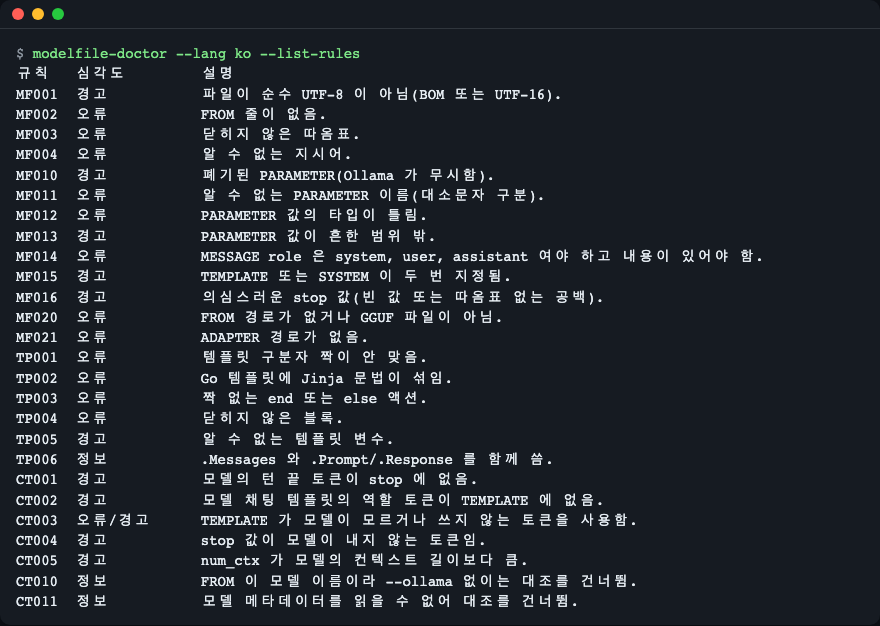 $ modelfile-doctor --lang ko --list-rules
규칙 심각도 설명
MF001 경고 파일이 순수 UTF-8 이 아님(BOM 또는 UTF-16).
MF002 오류 FROM 줄이 없음.
MF003 오류 닫히지 않은 따옴표.
MF004 오류 알 수 없는 지시어.
MF010 경고 폐기된 PARAMETER(Ollama 가 무시함).
MF011 오류 알 수 없는 PARAMETER 이름(대소문자 구분).
MF012 오류 PARAMETER 값의 타입이 틀림.
MF013 경고 PARAMETER 값이 흔한 범위 밖.
MF014 오류 MESSAGE role 은 system, user, assistant 여야 하고 내용이 있어야 함.
MF015 경고 TEMPLATE 또는 SYSTEM 이 두 번 지정됨.
MF016 경고 의심스러운 stop 값(빈 값 또는 따옴표 없는 공백).
MF020 오류 FROM 경로가 없거나 GGUF 파일이 아님.
MF021 오류 ADAPTER 경로가 없음.
TP001 오류 템플릿 구분자 짝이 안 맞음.
TP002 오류 Go 템플릿에 Jinja 문법이 섞임.
TP003 오류 짝 없는 end 또는 else 액션.
TP004 오류 닫히지 않은 블록.
TP005 경고 알 수 없는 템플릿 변수.
TP006 정보 .Messages 와 .Prompt/.Response 를 함께 씀.
CT001 경고 모델의 턴 끝 토큰이 stop 에 없음.
CT002 경고 모델 채팅 템플릿의 역할 토큰이 TEMPLATE 에 없음.
CT003 오류/경고 TEMPLATE 가 모델이 모르거나 쓰지 않는 토큰을 사용함.
CT004 경고 stop 값이 모델이 내지 않는 토큰임.
CT005 경고 num_ctx 가 모델의 컨텍스트 길이보다 큼.
CT010 정보 FROM 이 모델 이름이라 --ollama 없이는 대조를 건너뜀.
CT011 정보 모델 메타데이터를 읽을 수 없어 대조를 건너뜀.